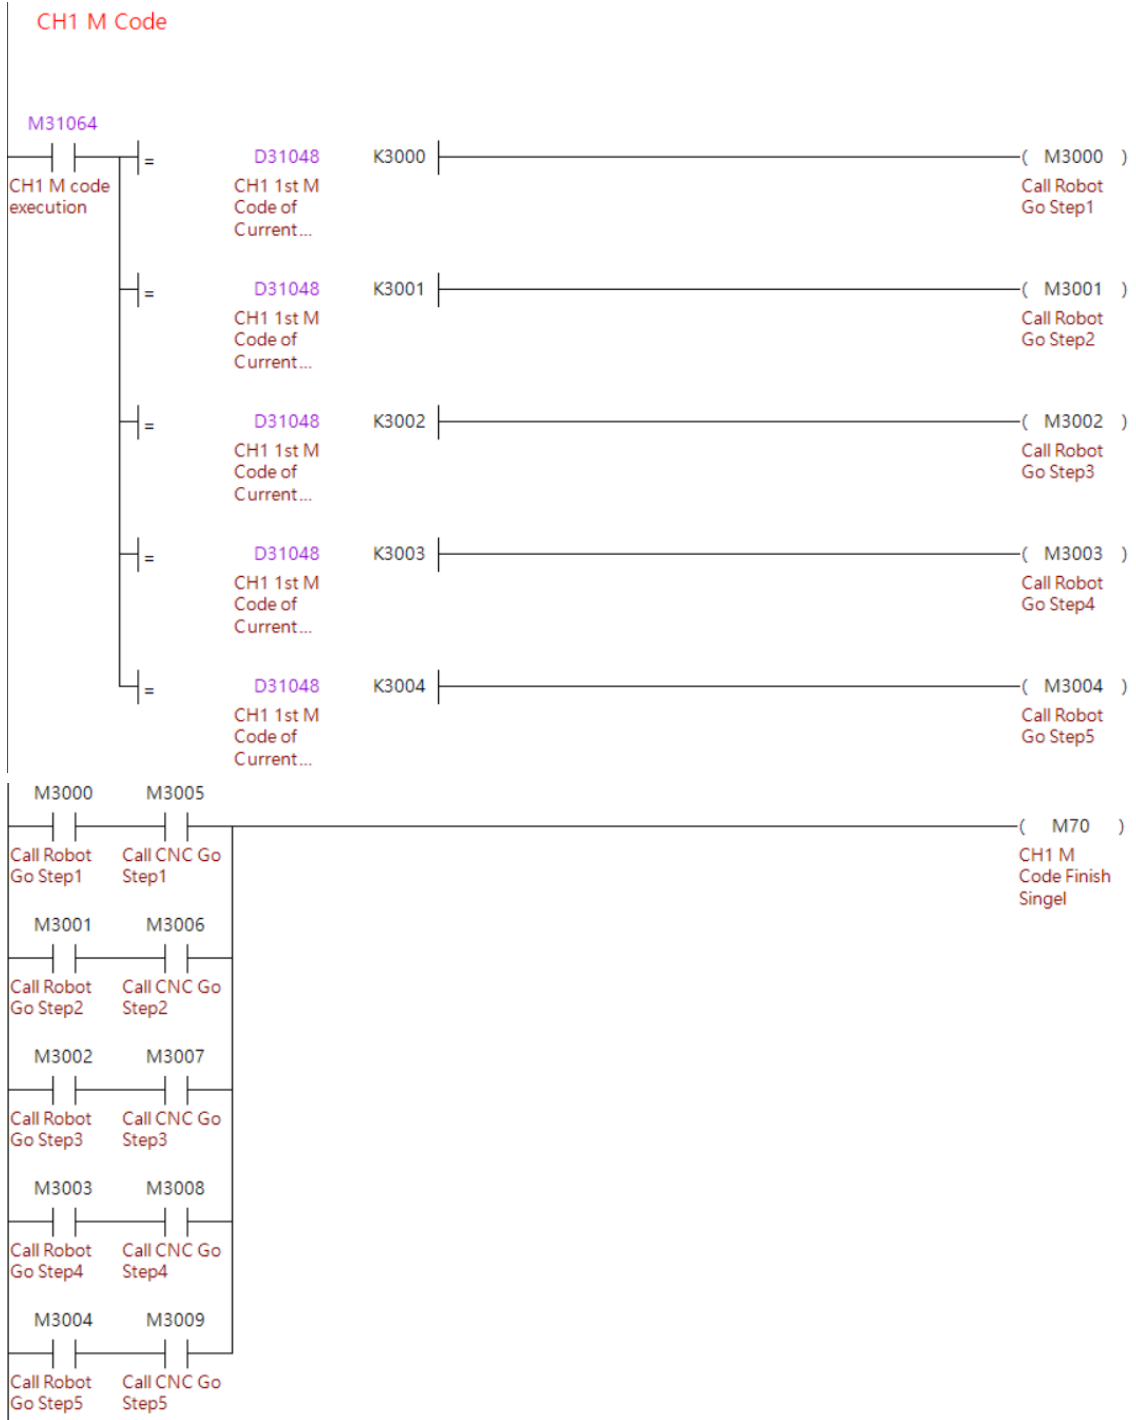 CH1 M Code
M31064
= D31048 K3000 ( M3000 )
CH1 M code CH1 1st M Call Robot
execution Code of Go Step1
Current...
= D31048 K3001 ( M3001 )
CH1 1st M Call Robot
Code of Go Step2
Current...
= D31048 K3002 ( M3002 )
CH1 1st M Call Robot
Code of Go Step3
Current...
= D31048 K3003 ( M3003 )
CH1 1st M Call Robot
Code of Go Step4
Current...
= D31048 K3004 ( M3004 )
CH1 1st M Call Robot
Code of Go Step5
Current...
M3000 M3005
( M70 )
Call Robot Call CNC Go CH1 M
Go Step1 Step1 Code Finish
Singel
M3001 M3006
Call Robot Call CNC Go
Go Step2 Step2
M3002 M3007
Call Robot Call CNC Go
Go Step3 Step3
M3003 M3008
Call Robot Call CNC Go
Go Step4 Step4
M3004 M3009
Call Robot Call CNC Go
Go Step5 Step5